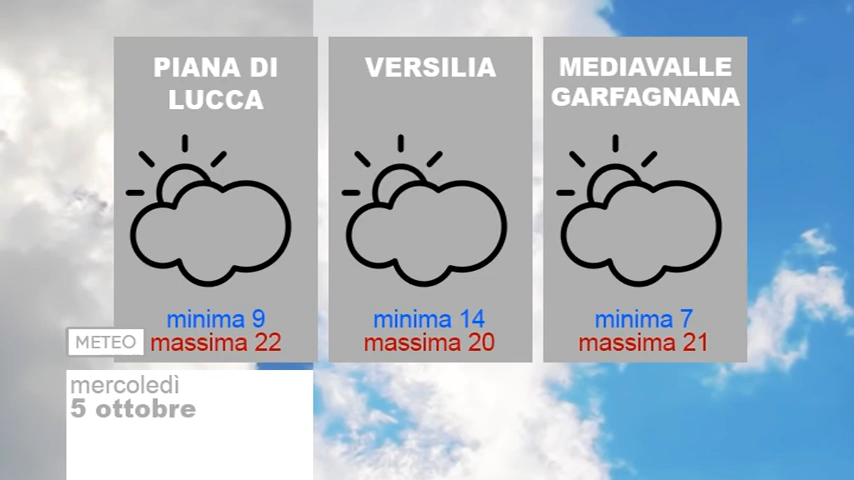 PIANA DI
LUCCA
VERSILIA
MEDIAVALLE
GARFAGNANA
minima 9
massima 22
minima 14
massima 20
minima 7
massima 21
METEO
mercoledì
5 ottobre